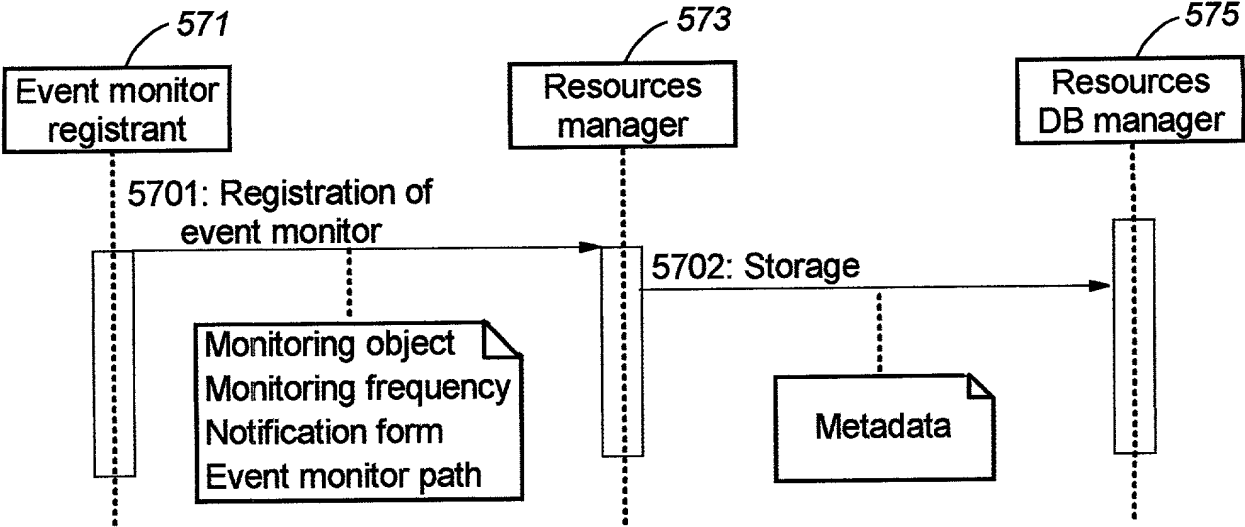 571
573
575
Event monitor
registrant
Resources
manager
Resources
DB manager
5701: Registration of
event monitor
5702: Storage
Monitoring object
Monitoring frequency
Notification form
Event monitor path
Metadata